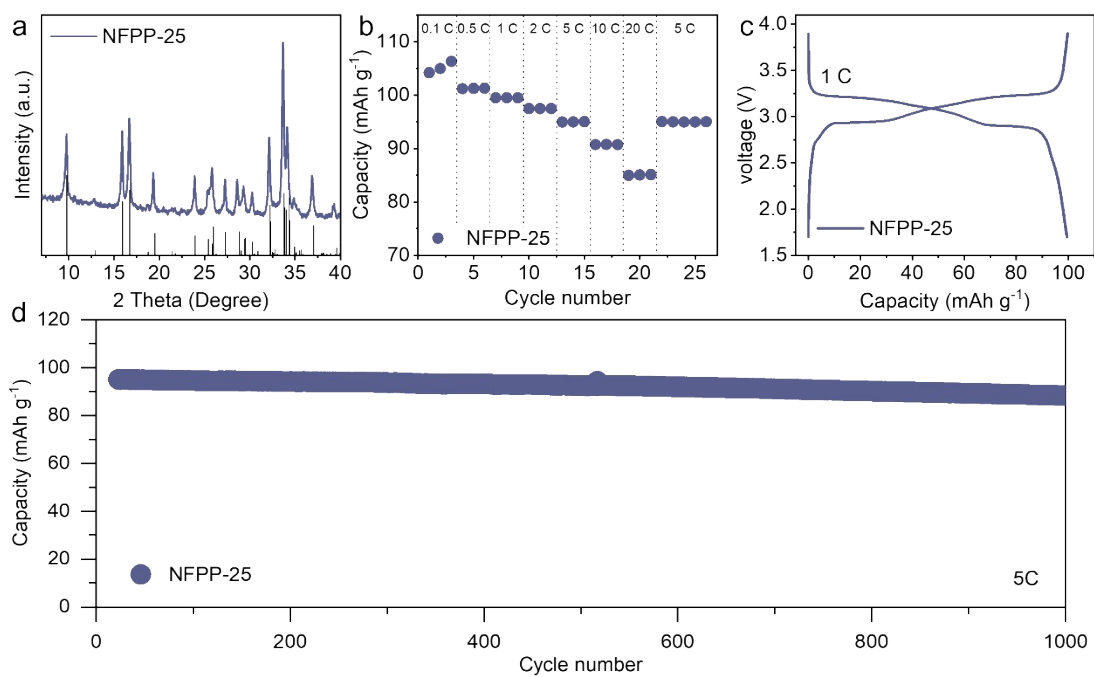 a
NFPP-25
Intensity (a.u.)
10 15 20 25 30 35 40
2 Theta (Degree)
b
0.1 C 0.5 C 1 C 2 C 5 C 10 C 20 C 5 C
110
100
90
80
70
Capacity (mAh g⁻¹)
NFPP-25
0 5 10 15 20 25
Cycle number
c
1 C
4.5
3.8
3.0
2.3
1.5
voltage (V)
NFPP-25
0 20 40 60 80 100
Capacity (mAh g⁻¹)
d
120
100
80
60
40
20
0
Capacity (mAh g⁻¹)
NFPP-25
5C
0 200 400 600 800 1000
Cycle number